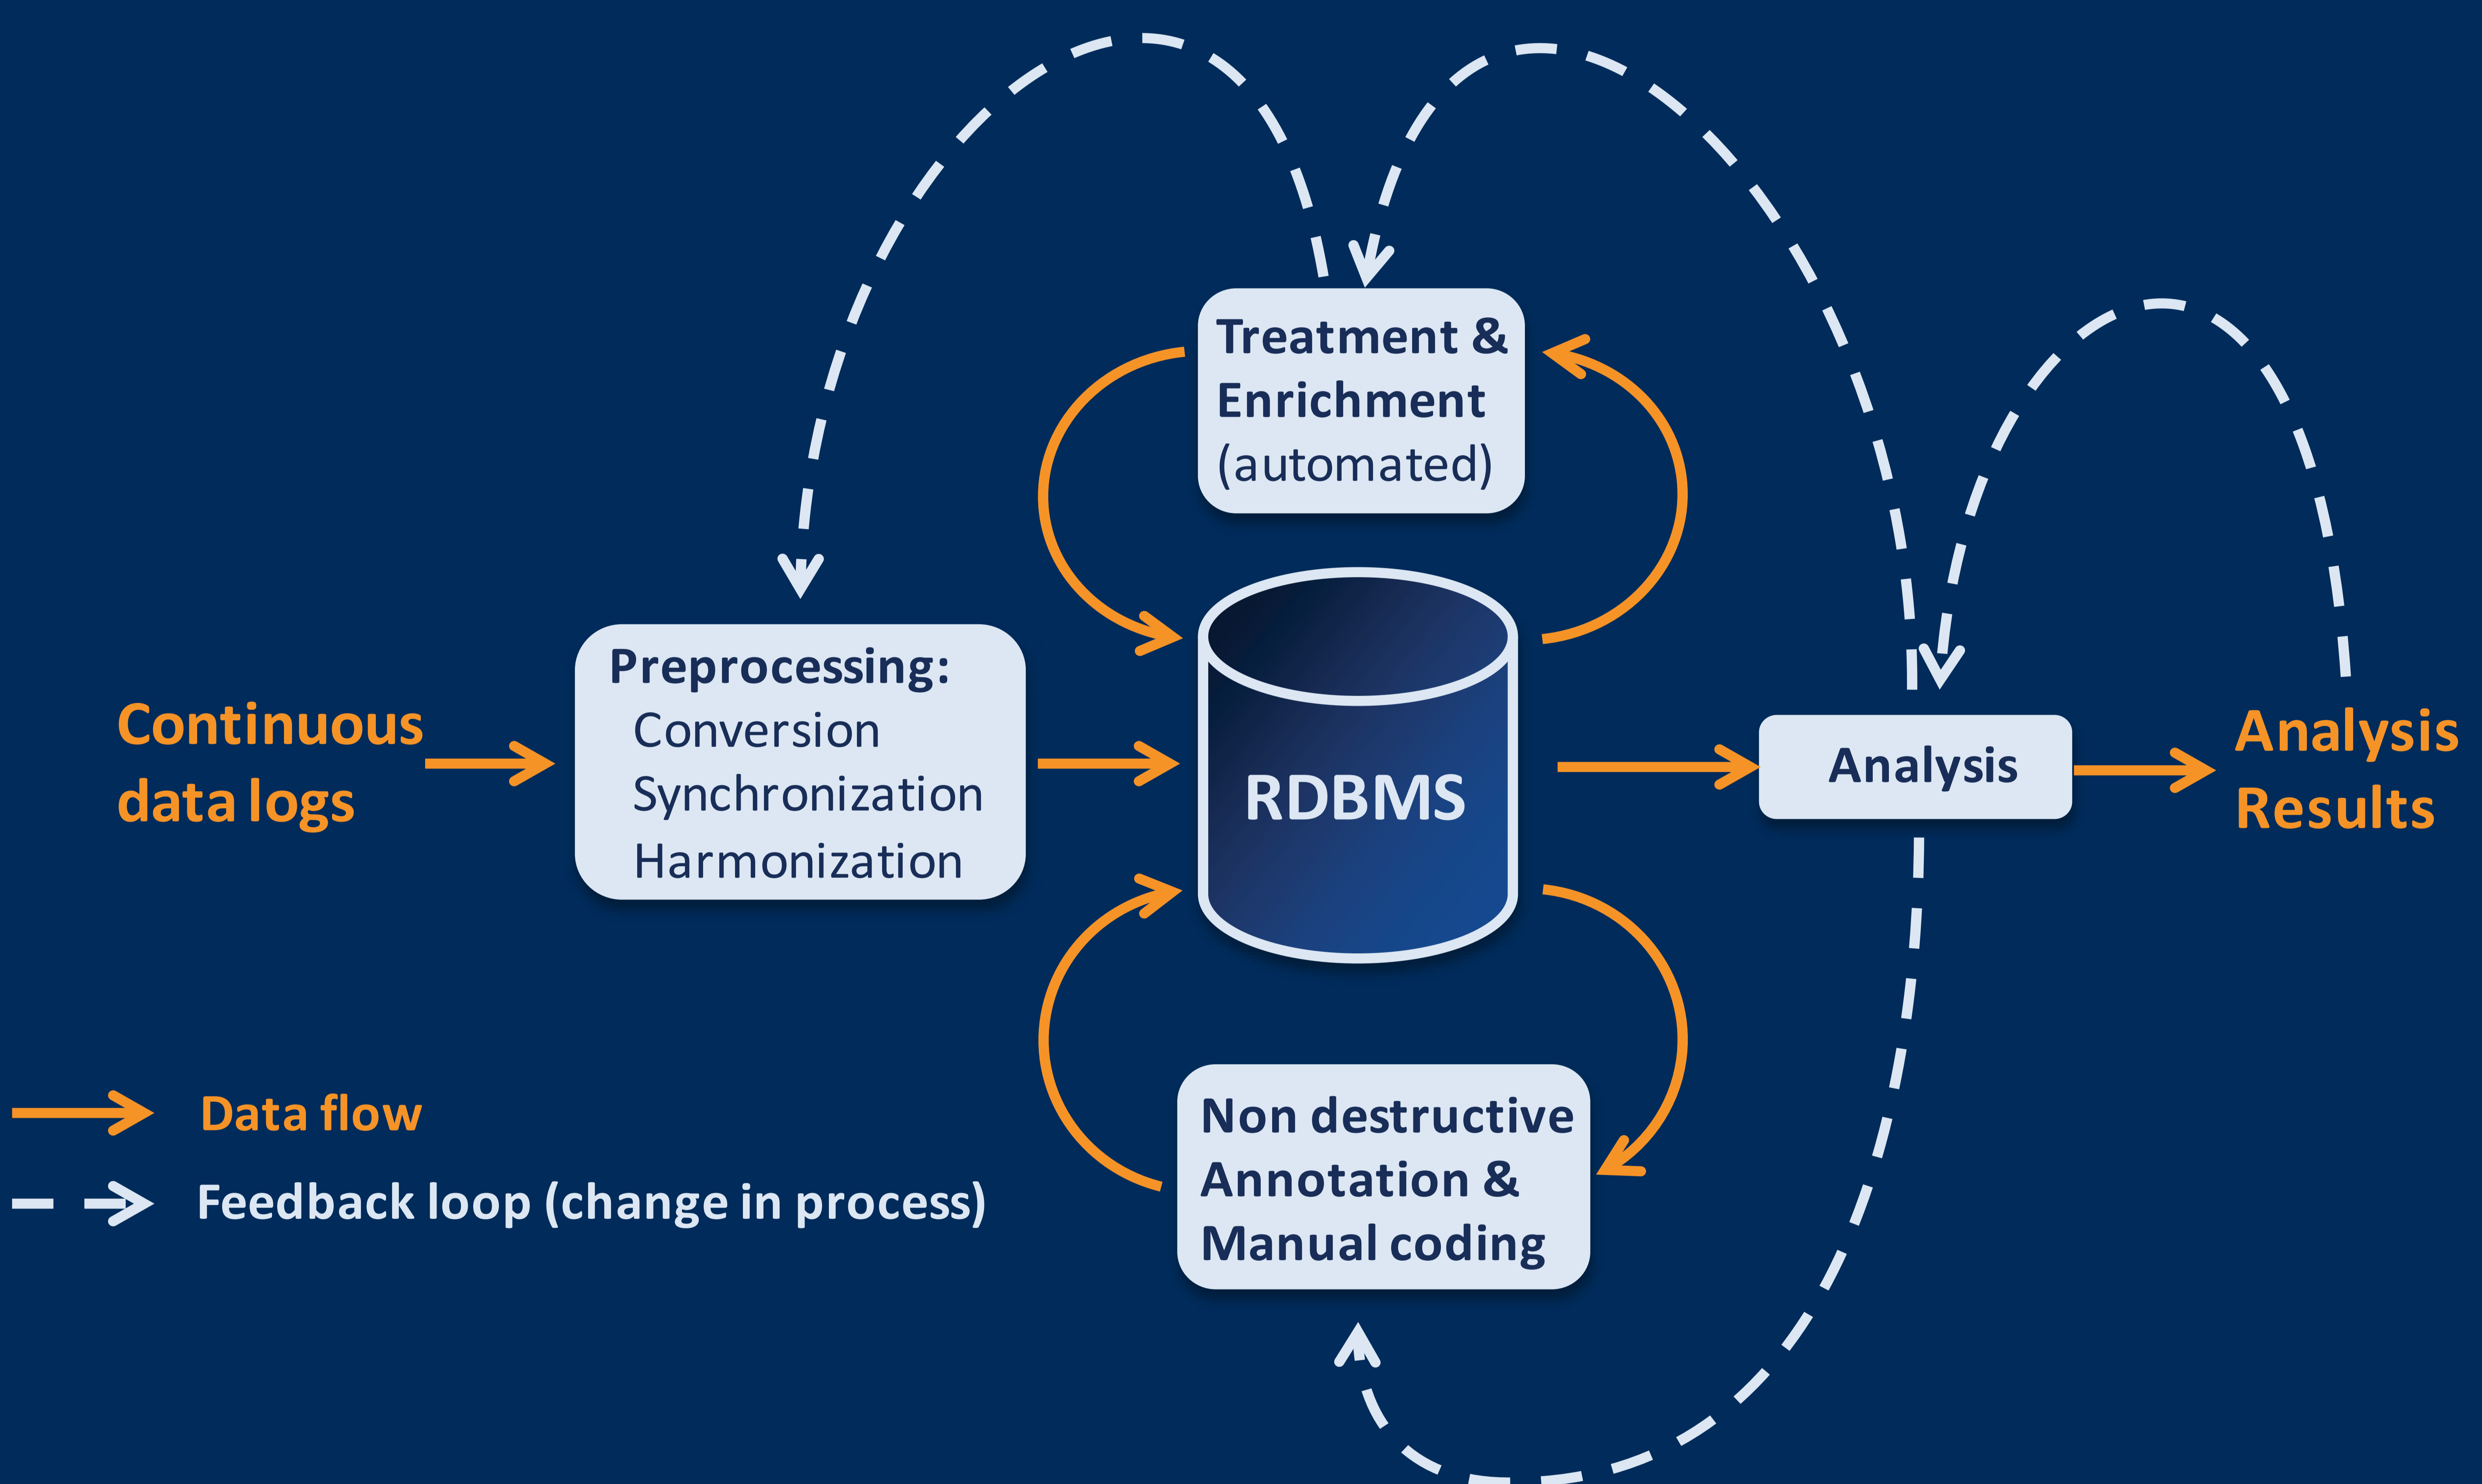 Treatment &
Enrichment
(automated)
Preprocessing:
Conversion
Synchronization
Harmonization
Continuous
data logs
RDBMS
Analysis
Analysis
Results
Non destructive
Annotation &
Manual coding
Data flow
Feedback loop (change in process)